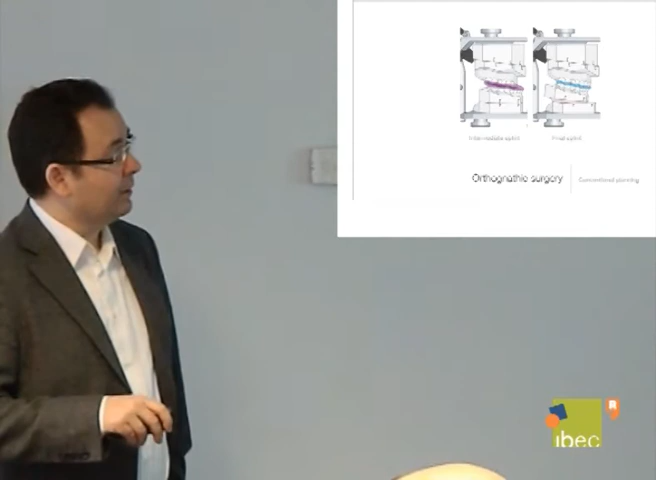 Intermediate splint
Final splint
Orthognathic surgery
Conventional planning
ibec